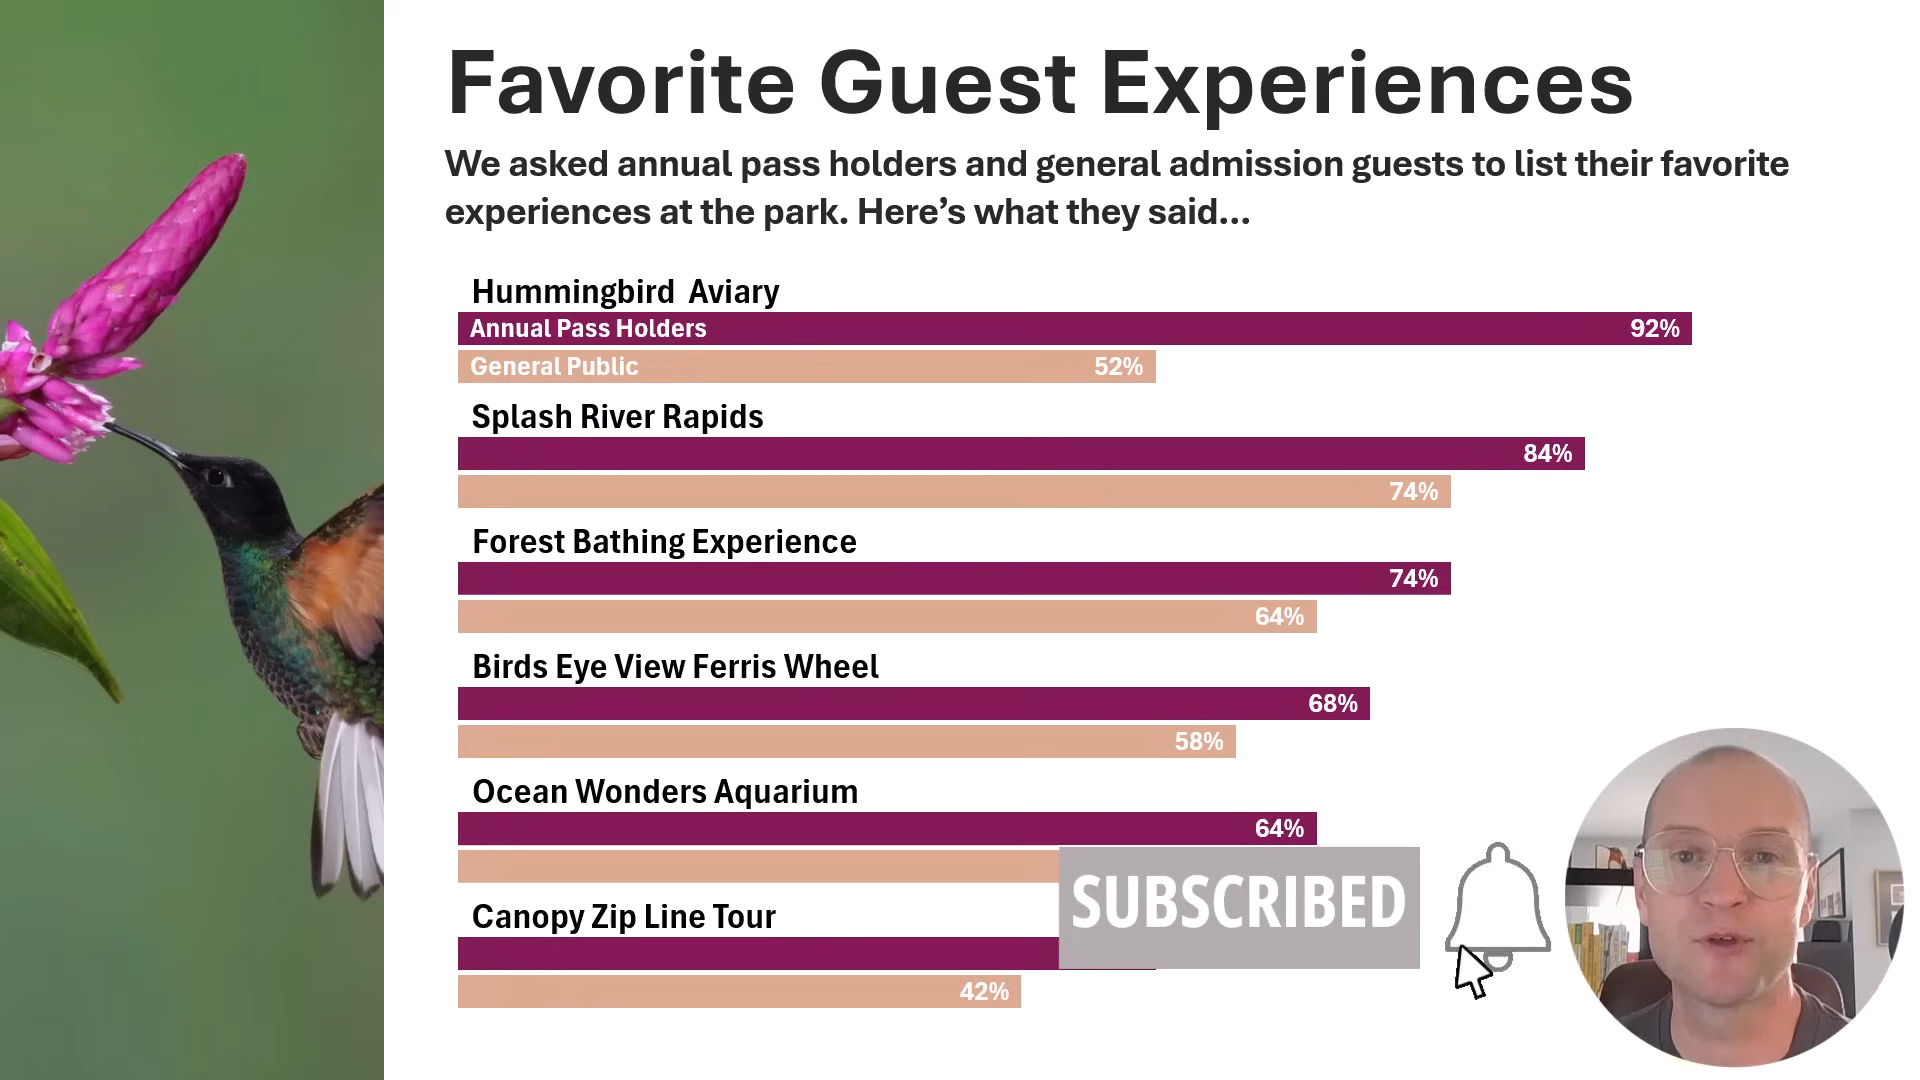 Favorite Guest Experiences
We asked annual pass holders and general admission guests to list their favorite
experiences at the park. Here's what they said...
Hummingbird Aviary
Annual Pass Holders 92%
General Public 52%
Splash River Rapids
84%
74%
Forest Bathing Experience
74%
64%
Birds Eye View Ferris Wheel
68%
58%
Ocean Wonders Aquarium
64%
SUBSCRIBED
Canopy Zip Line Tour
42%